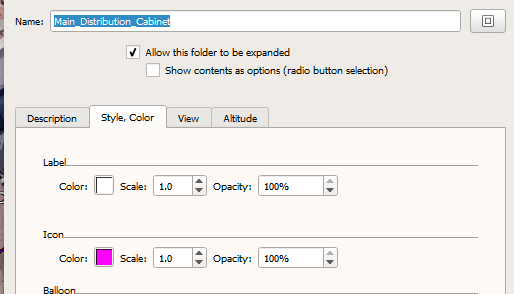 Name: Main_Distribution_Cabinet
Allow this folder to be expanded
Show contents as options (radio button selection)
Description Style, Color View Altitude
Label
Color: Scale: 1.0 Opacity: 100%
Icon
Color: Scale: 1.0 Opacity: 100%
Balloon